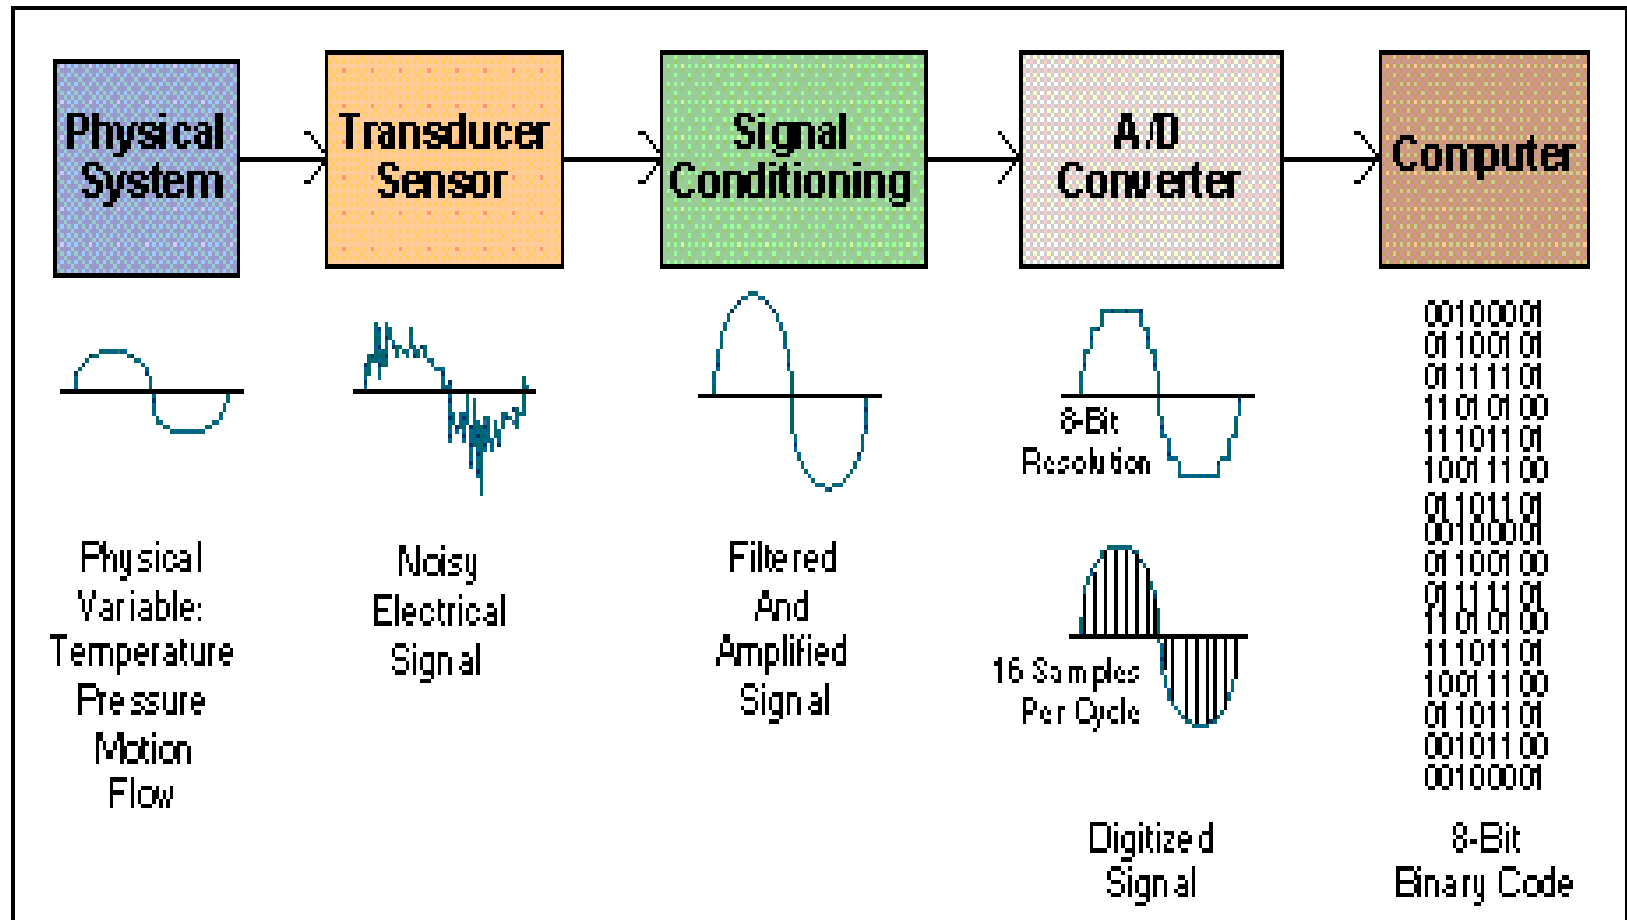 Physical
System
Transducer
Sensor
Signal
Conditioning
A/D
Converter
Computer
Physical
Variable:
Temperature
Pressure
Motion
Flow
Noisy
Electrical
Signal
Filtered
And
Amplified
Signal
8-Bit
Resolution
16 Samples
Per Cycle
Digitized
Signal
00100001
01100101
01111101
11010100
11101101
10011100
01101101
00100001
01100100
01111101
11010100
11101101
10011100
01101101
00101100
00100001
8-Bit
Binary Code